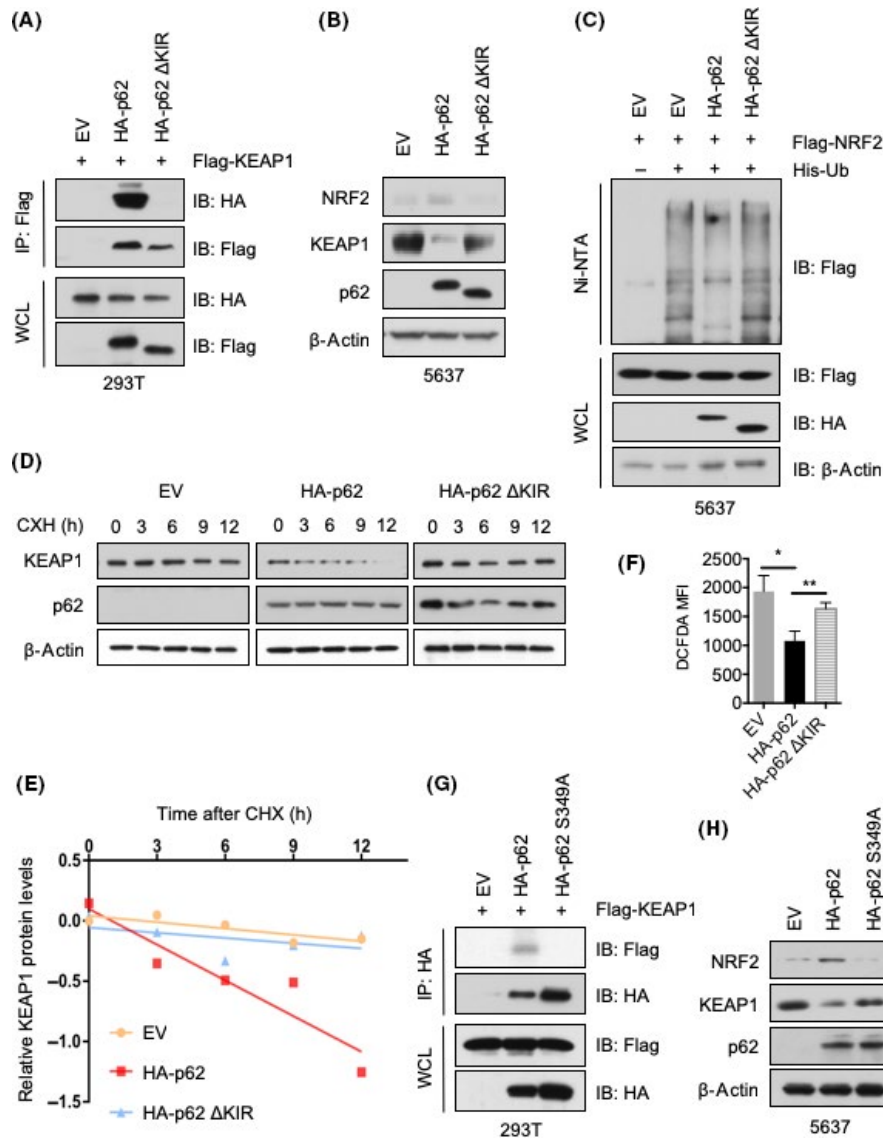 (A)
EV
HA-p62
HA-p62 ΔKIR
+ + + Flag-KEAP1
IP: Flag
IB: HA
IB: Flag
WCL
IB: HA
IB: Flag
293T
(B)
EV
HA-p62
HA-p62 ΔKIR
NRF2
KEAP1
p62
β-Actin
5637
(C)
EV
EV
HA-p62
HA-p62 ΔKIR
+ + + + Flag-NRF2
– + + + His-Ub
Ni-NTA
IB: Flag
WCL
IB: Flag
IB: HA
IB: β-Actin
5637
(D)
EV HA-p62 HA-p62 ΔKIR
CXH (h) 0 3 6 9 12 0 3 6 9 12 0 3 6 9 12
KEAP1
p62
β-Actin
(E)
Time after CHX (h)
0 3 6 9 12
Relative KEAP1 protein levels
0.5
0.0
−0.5
−1.0
−1.5
EV
HA-p62
HA-p62 ΔKIR
(F)
DCFDA MFI
2500
2000
1500
1000
500
0
*
**
EV
HA-p62
HA-p62 ΔKIR
(G)
EV
HA-p62
HA-p62 S349A
+ + + Flag-KEAP1
IP: HA
IB: Flag
IB: HA
WCL
IB: Flag
IB: HA
293T
(H)
EV
HA-p62
HA-p62 S349A
NRF2
KEAP1
p62
β-Actin
5637